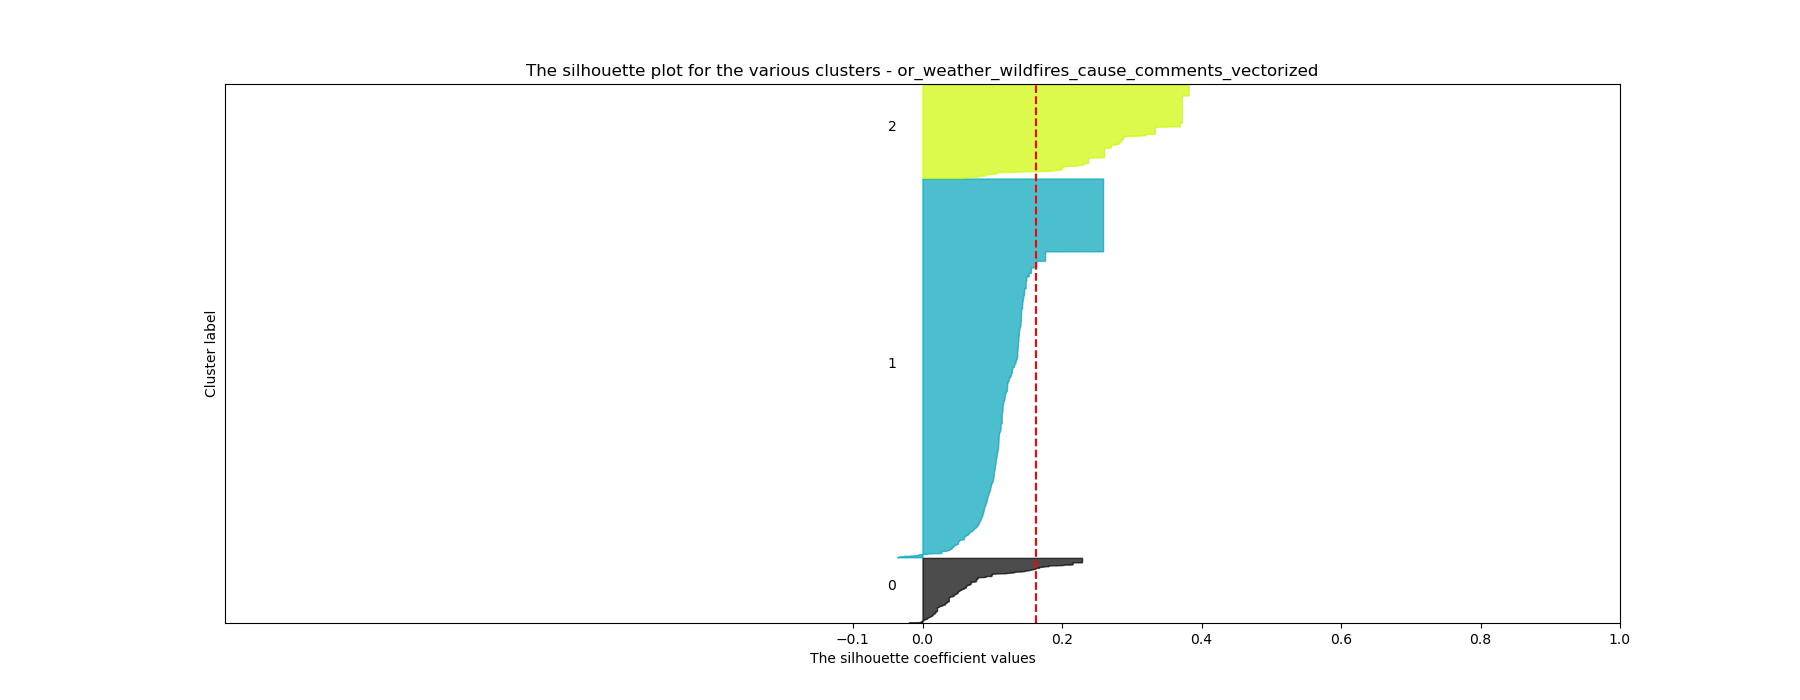 The silhouette plot for the various clusters - or_weather_wildfires_cause_comments_vectorized
2
1
0
Cluster label
−0.1 0.0 0.2 0.4 0.6 0.8 1.0
The silhouette coefficient values